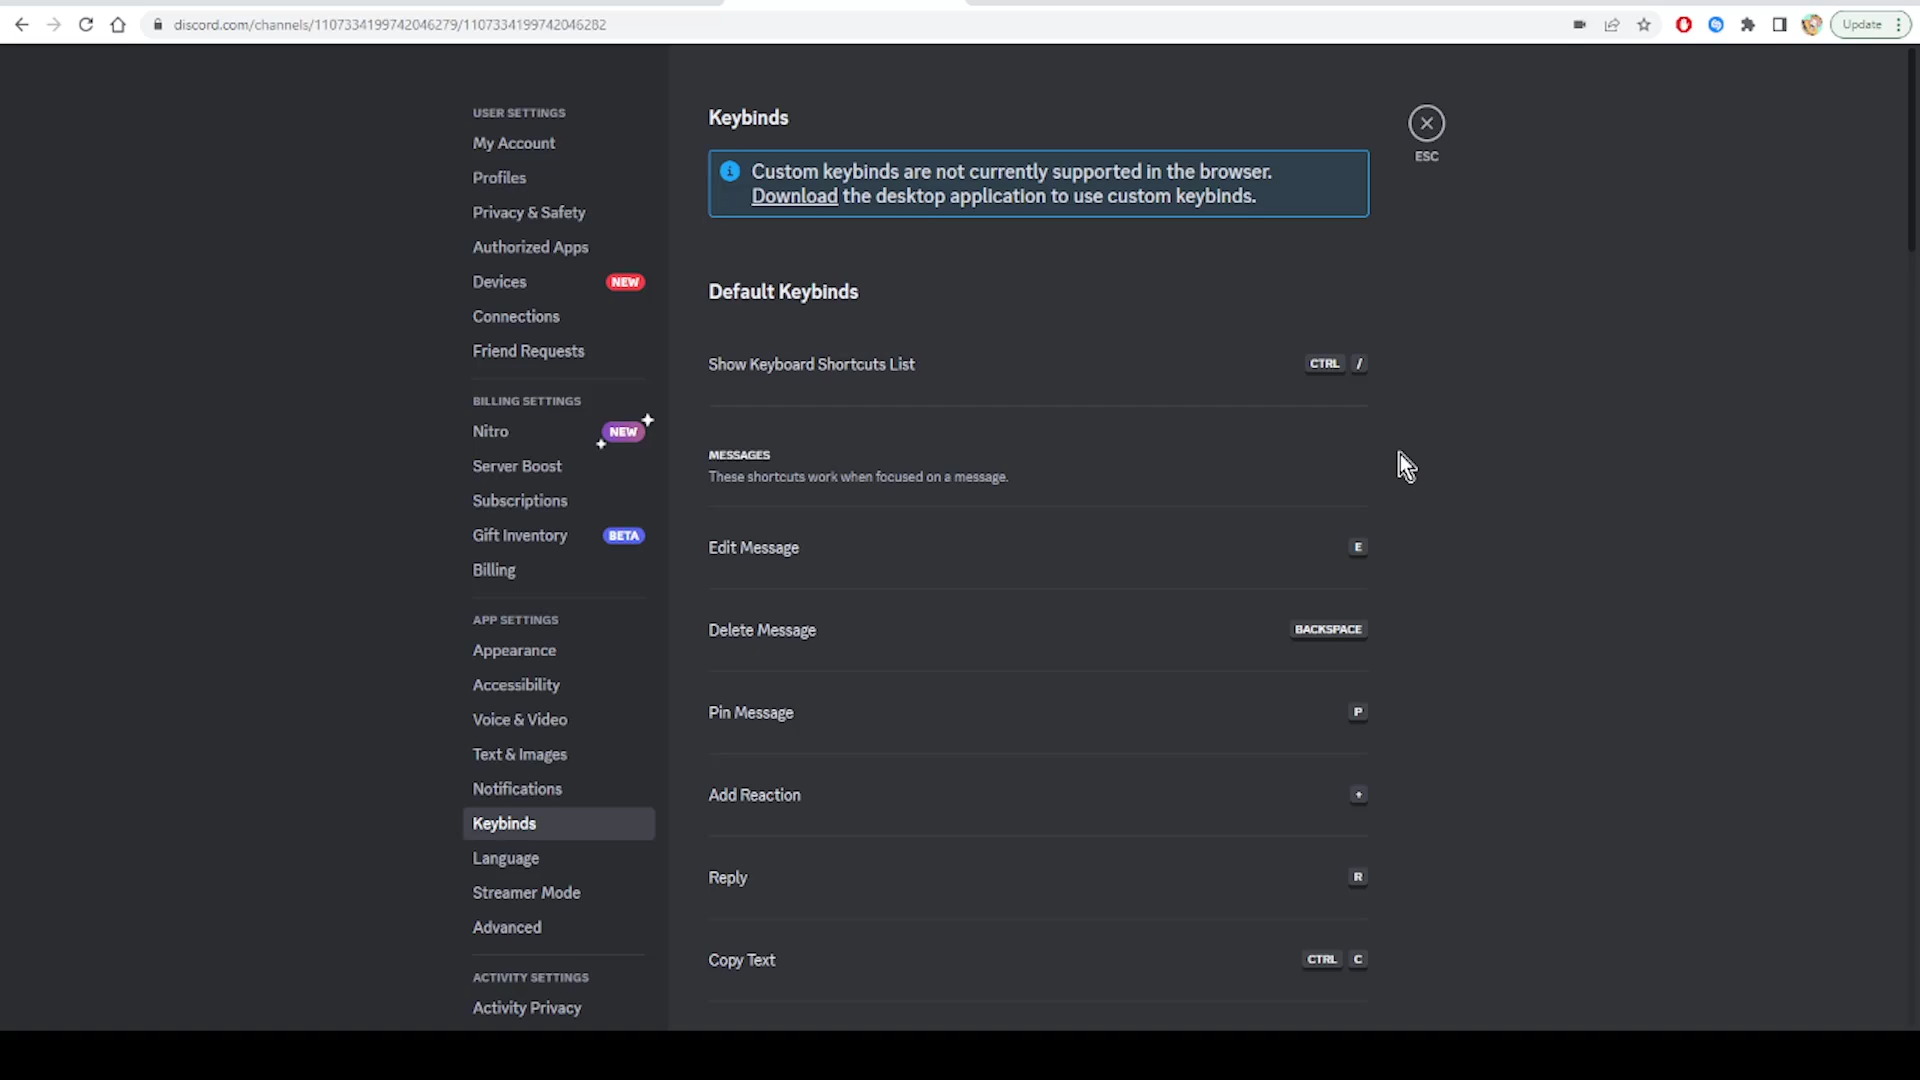 discord.com/channels/1107334199742046279/1107334199742046282
Update
USER SETTINGS
My Account
Profiles
Privacy & Safety
Authorized Apps
Devices NEW
Connections
Friend Requests
BILLING SETTINGS
Nitro NEW
Server Boost
Subscriptions
Gift Inventory BETA
Billing
APP SETTINGS
Appearance
Accessibility
Voice & Video
Text & Images
Notifications
Keybinds
Language
Streamer Mode
Advanced
ACTIVITY SETTINGS
Activity Privacy
Keybinds
Custom keybinds are not currently supported in the browser.
Download the desktop application to use custom keybinds.
ESC
Default Keybinds
Show Keyboard Shortcuts List CTRL /
MESSAGES
These shortcuts work when focused on a message.
Edit Message E
Delete Message BACKSPACE
Pin Message P
Add Reaction +
Reply R
Copy Text CTRL C